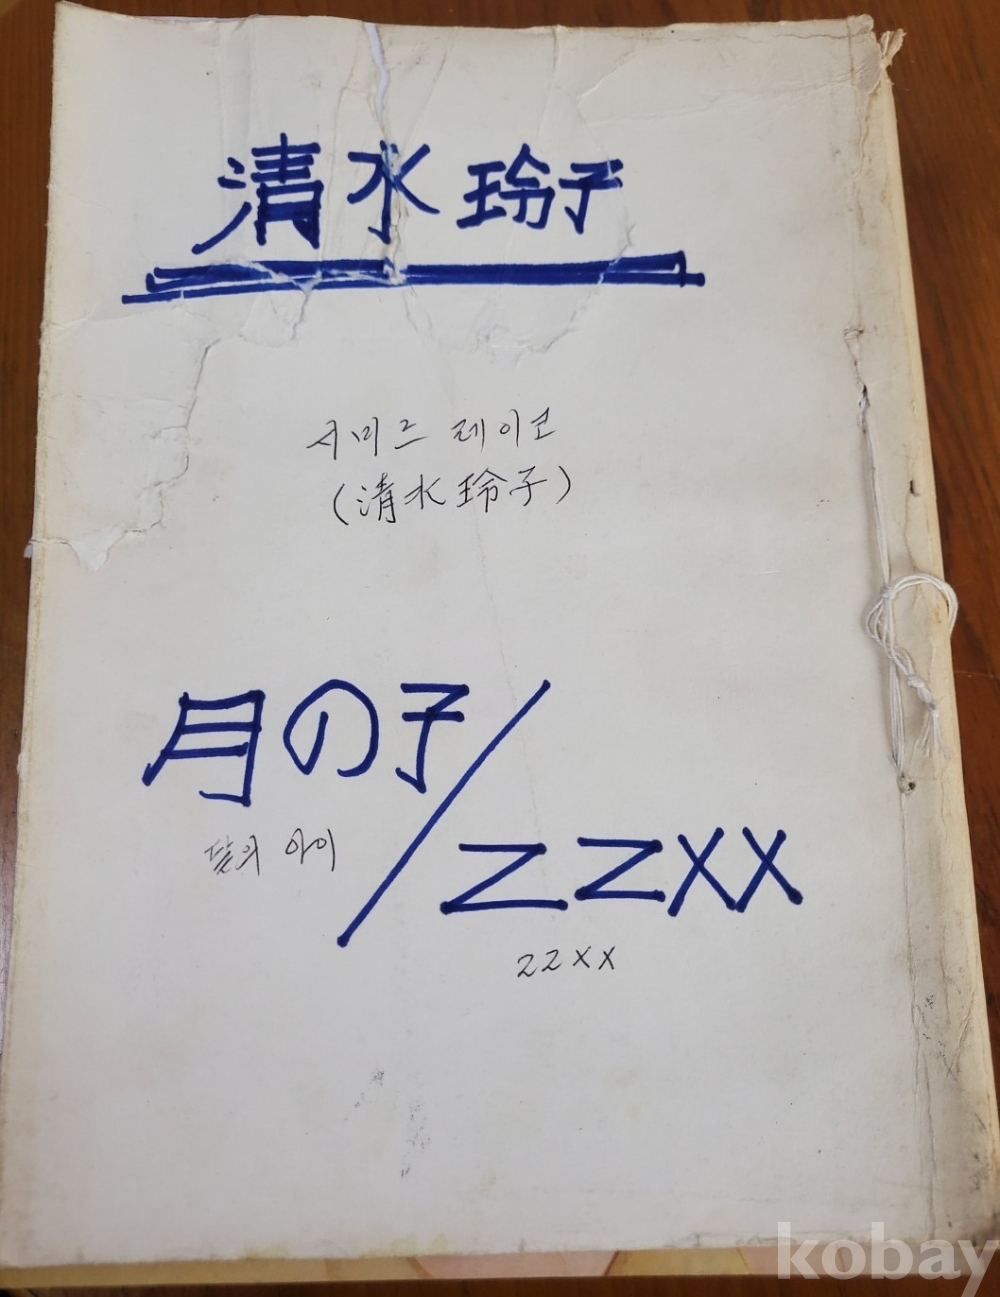 清水玲子
시미즈 레이코
(清水玲子)
月の子/
달의 아이
ZZXX
22XX
kobay